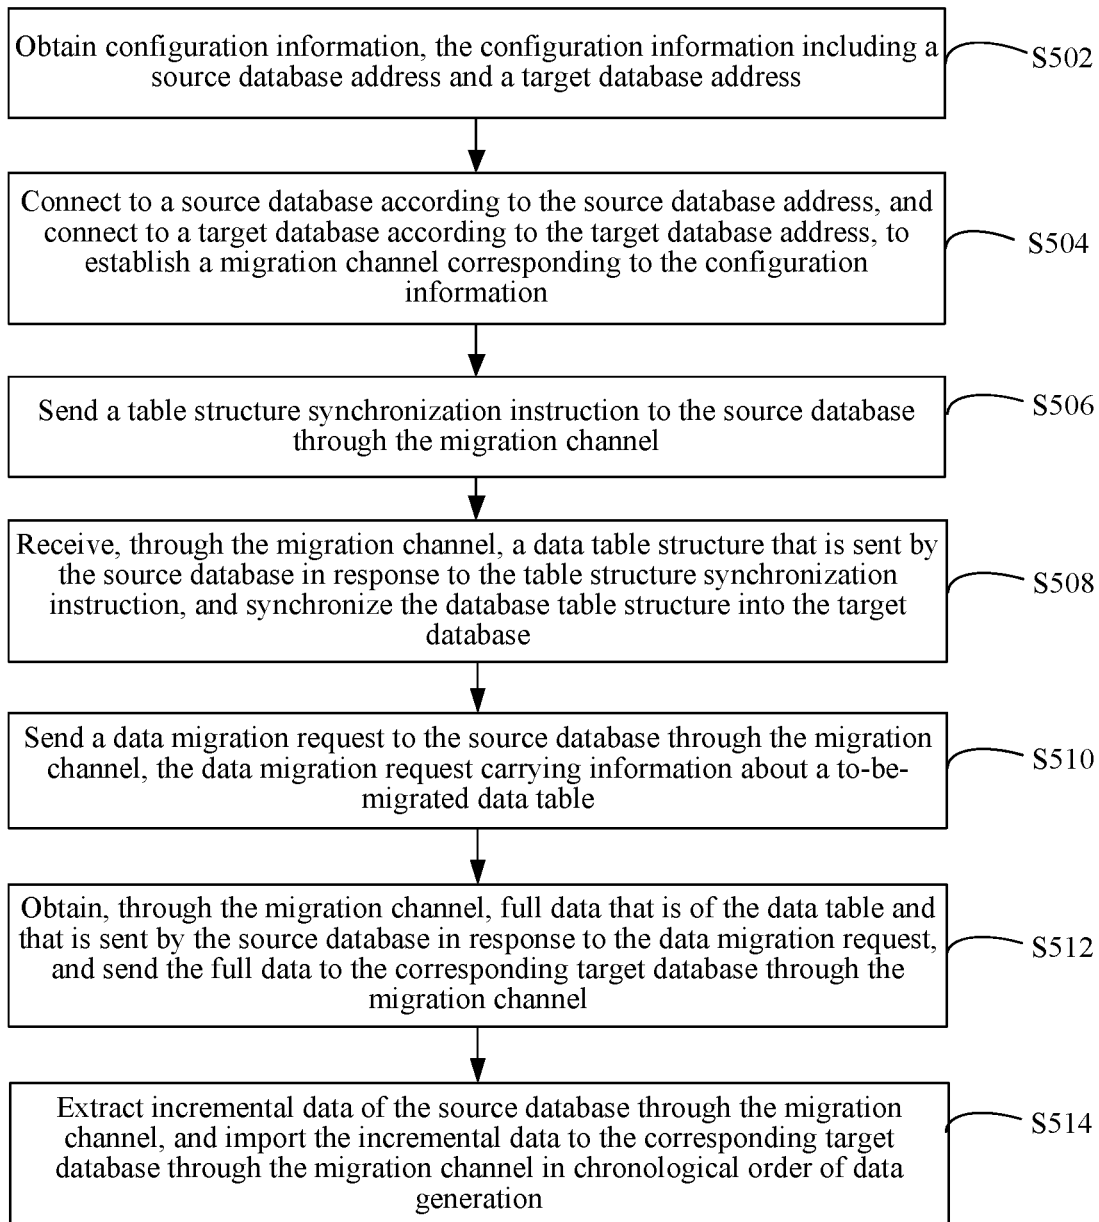 Obtain configuration information, the configuration information including a
source database address and a target database address
S502
Connect to a source database according to the source database address, and
connect to a target database according to the target database address, to
establish a migration channel corresponding to the configuration
information
S504
Send a table structure synchronization instruction to the source database
through the migration channel
S506
Receive, through the migration channel, a data table structure that is sent by
the source database in response to the table structure synchronization
instruction, and synchronize the database table structure into the target
database
S508
Send a data migration request to the source database through the migration
channel, the data migration request carrying information about a to-be-
migrated data table
S510
Obtain, through the migration channel, full data that is of the data table and
that is sent by the source database in response to the data migration request,
and send the full data to the corresponding target database through the
migration channel
S512
Extract incremental data of the source database through the migration
channel, and import the incremental data to the corresponding target
database through the migration channel in chronological order of data
generation
S514